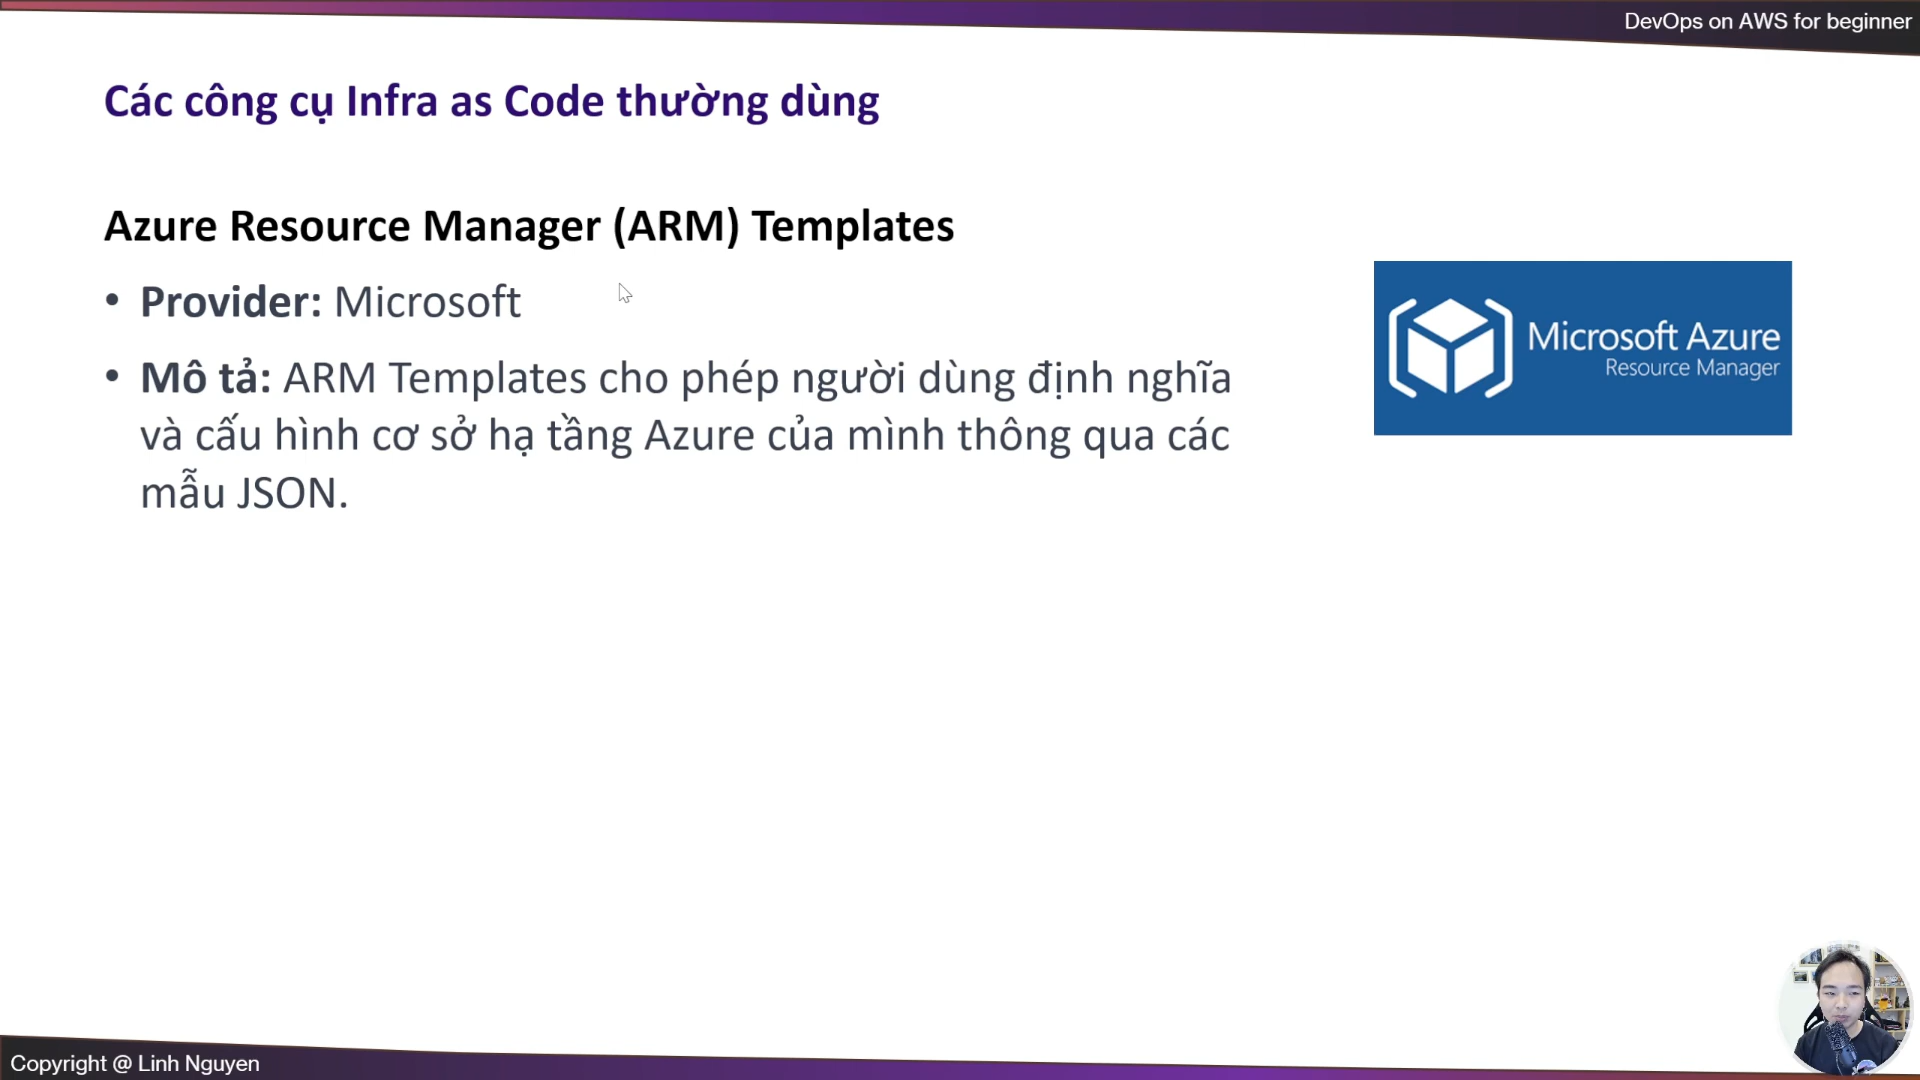 DevOps on AWS for beginner
Các công cụ Infra as Code thường dùng
Azure Resource Manager (ARM) Templates
• Provider: Microsoft
• Mô tả: ARM Templates cho phép người dùng định nghĩa
và cấu hình cơ sở hạ tầng Azure của mình thông qua các
mẫu JSON.
Microsoft Azure
Resource Manager
Copyright @ Linh Nguyen